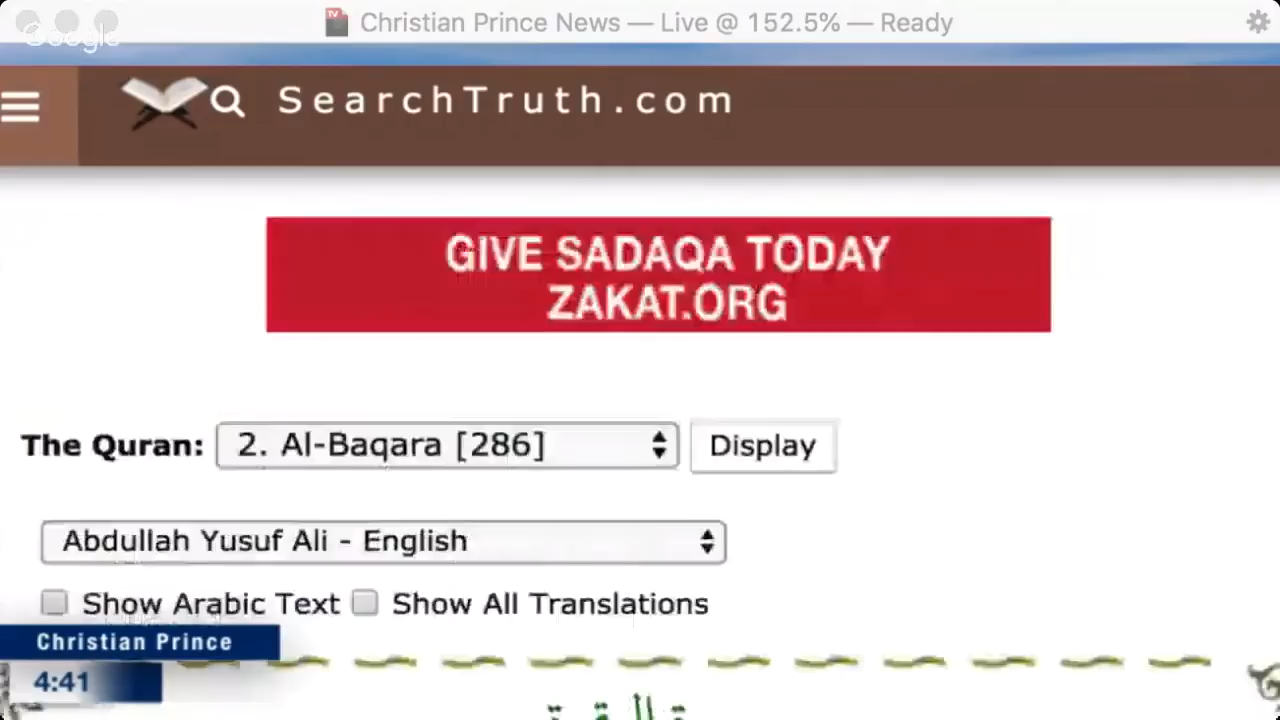 Christian Prince News — Live @ 152.5% — Ready
Google
SearchTruth.com
GIVE SADAQA TODAY
ZAKAT.ORG
The Quran: 2. Al-Baqara [286] Display
Abdullah Yusuf Ali - English
Show Arabic Text Show All Translations
Christian Prince
4:41